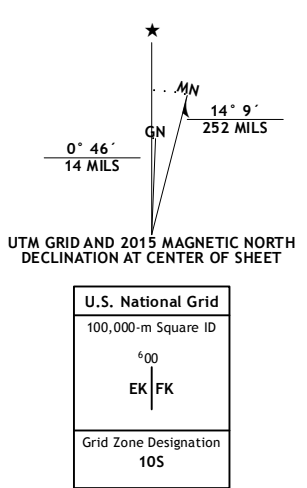 ★
MN
GN
0° 46´
14 MILS
14° 9´
252 MILS
UTM GRID AND 2015 MAGNETIC NORTH
DECLINATION AT CENTER OF SHEET
U.S. National Grid
100,000-m Square ID
⁶00
EK FK
Grid Zone Designation
10S